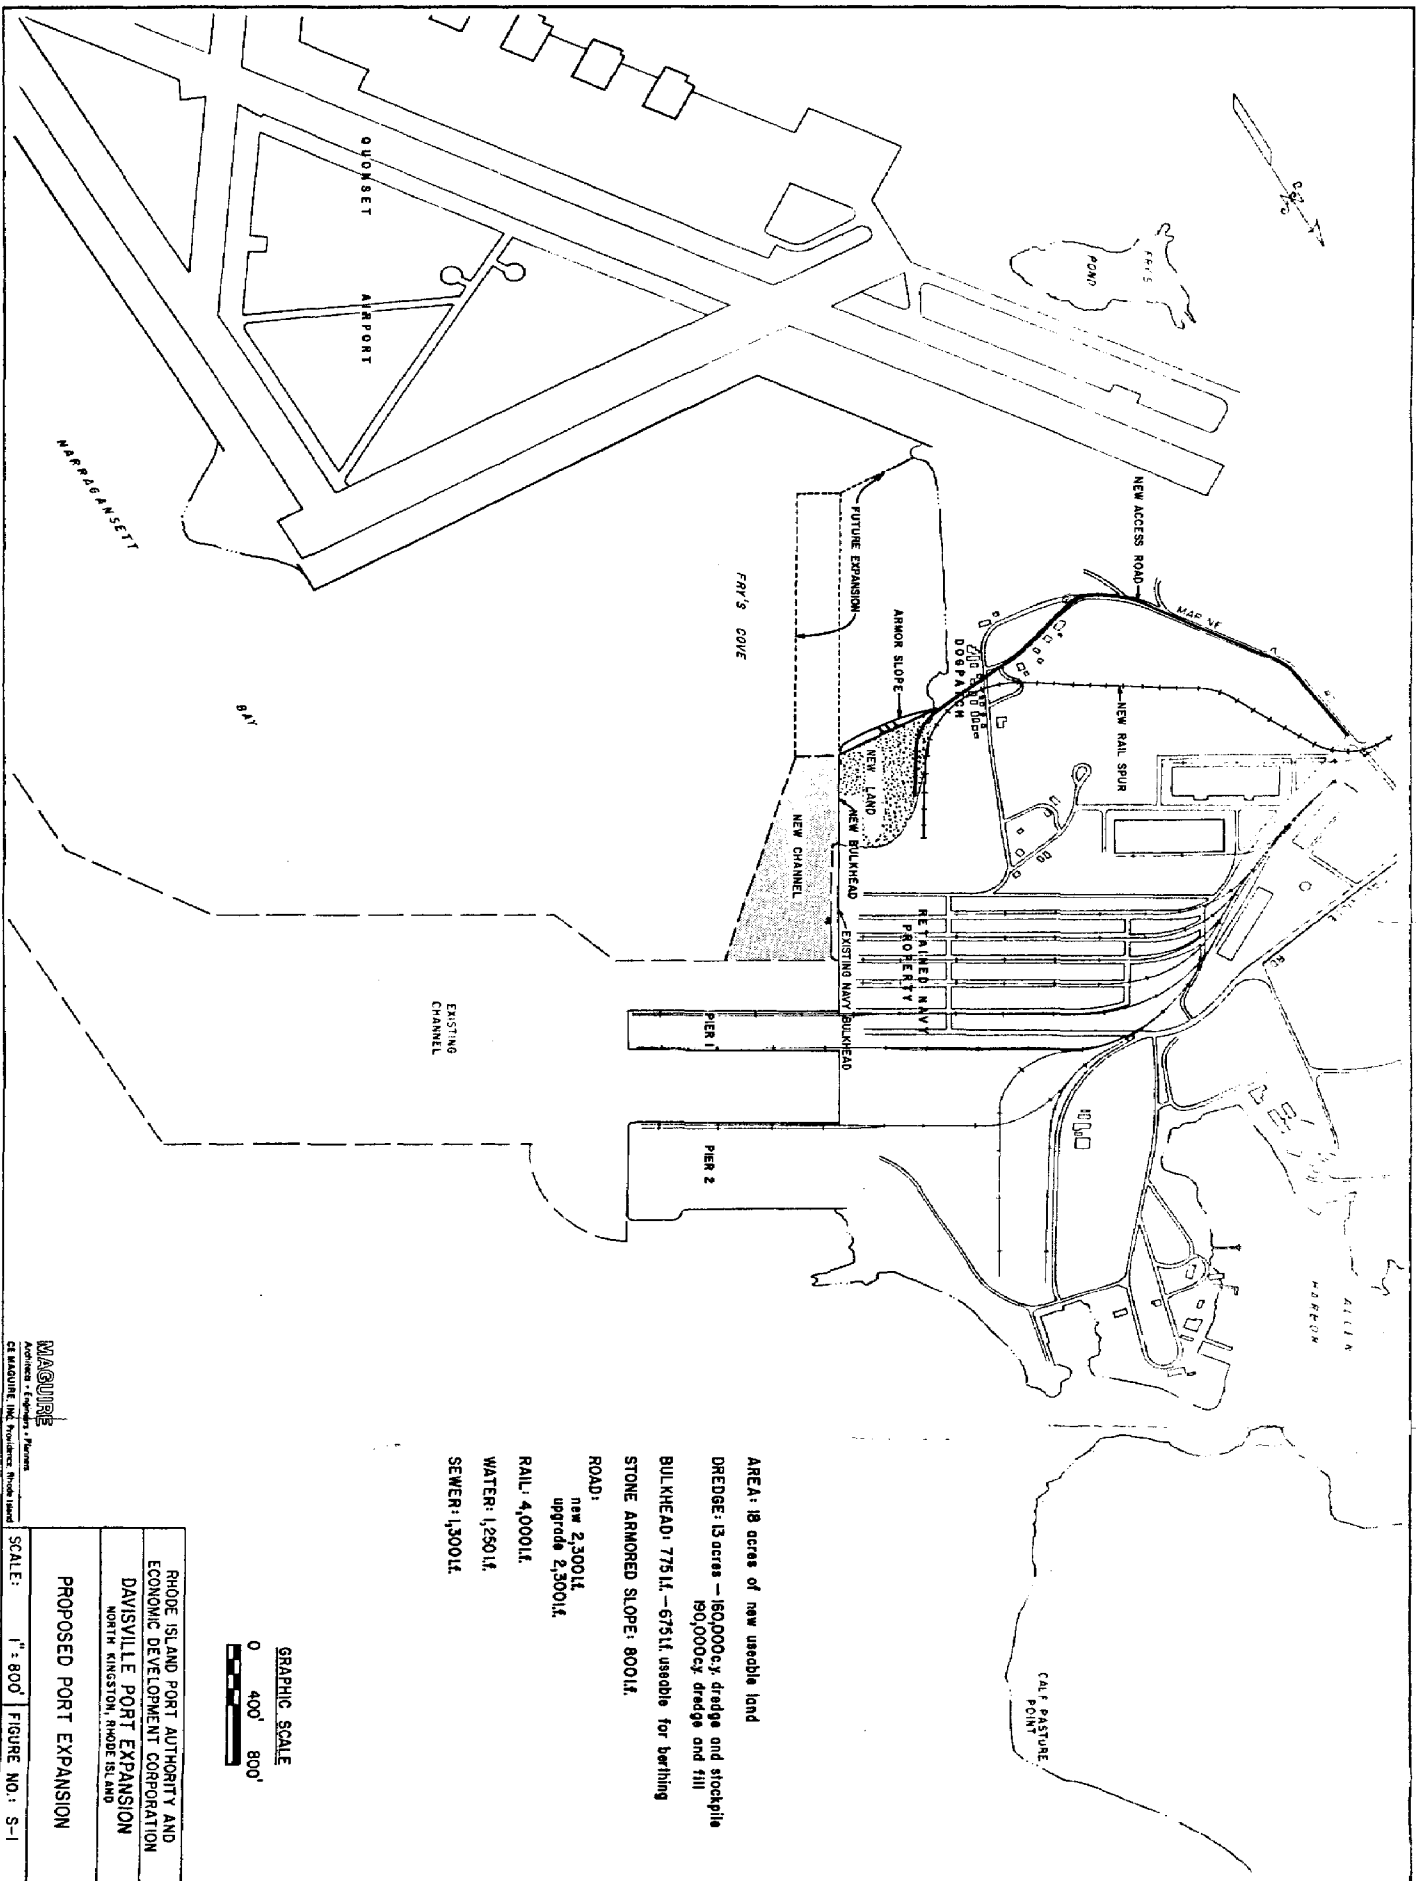 FRYS
POND
QUONSET AIRPORT
NARRAGANSETT
BAY
FRY'S COVE
FUTURE EXPANSION
ARMOR SLOPE
NEW ACCESS ROAD
DOGPATCH
NEW RAIL SPUR
NEW LAND
NEW BULKHEAD
NEW CHANNEL
EXISTING NAVY BULKHEAD
RETAINED NAVY
PROPERTY
PIER 1
PIER 2
EXISTING
CHANNEL
ALLEN
HARBOR
CALF PASTURE
POINT
AREA: 18 acres of new useable land
DREDGE: 13 acres - 160,000c.y. dredge and stockpile
190,000c.y. dredge and fill
BULKHEAD: 775 l.f. - 675 l.f. useable for berthing
STONE ARMORED SLOPE: 800 l.f.
ROAD:
new 2,300 l.f.
upgrade 2,300 l.f.
RAIL: 4,000 l.f.
WATER: 1,250 l.f.
SEWER: 1,300 l.f.
GRAPHIC SCALE
0 400' 800'
MAGUIRE
Architects • Engineers • Planners
CE MAGUIRE, INC. Providence, Rhode Island
RHODE ISLAND PORT AUTHORITY AND
ECONOMIC DEVELOPMENT CORPORATION
DAVISVILLE PORT EXPANSION
NORTH KINGSTON, RHODE ISLAND
PROPOSED PORT EXPANSION
SCALE: 1" = 800' FIGURE NO.: S-1